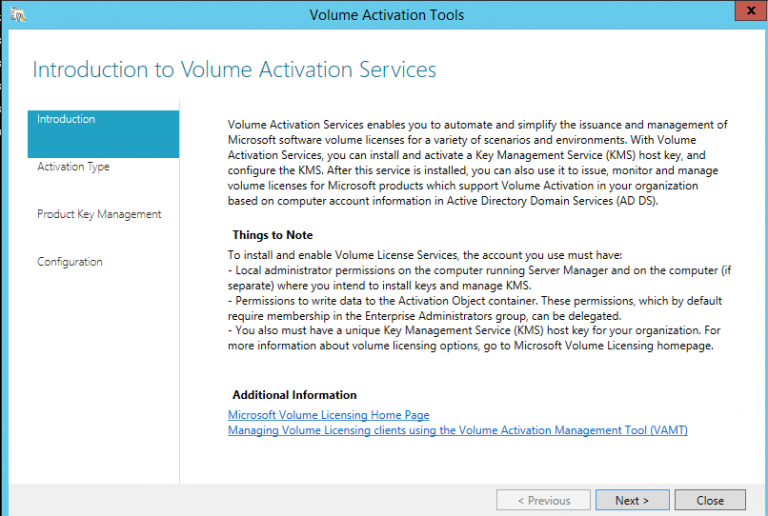 Volume Activation Tools
x
Introduction to Volume Activation Services
Introduction
Activation Type
Product Key Management
Configuration
Volume Activation Services enables you to automate and simplify the issuance and management of
Microsoft software volume licenses for a variety of scenarios and environments. With Volume
Activation Services, you can install and activate a Key Management Service (KMS) host key, and
configure the KMS. After this service is installed, you can also use it to issue, monitor and manage
volume licenses for Microsoft products which support Volume Activation in your organization
based on computer account information in Active Directory Domain Services (AD DS).
Things to Note
To install and enable Volume License Services, the account you use must have:
- Local administrator permissions on the computer running Server Manager and on the computer (if
separate) where you intend to install keys and manage KMS.
- Permissions to write data to the Activation Object container. These permissions, which by default
require membership in the Enterprise Administrators group, can be delegated.
- You also must have a unique Key Management Service (KMS) host key for your organization. For
more information about volume licensing options, go to Microsoft Volume Licensing homepage.
Additional Information
Microsoft Volume Licensing Home Page
Managing Volume Licensing clients using the Volume Activation Management Tool (VAMT)
< Previous
Next >
Close